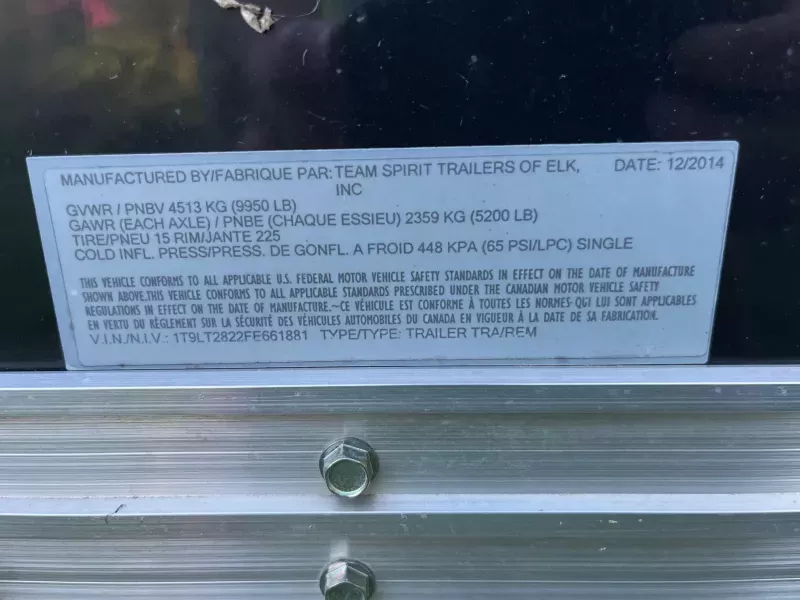 MANUFACTURED BY/FABRIQUE PAR: TEAM SPIRIT TRAILERS OF ELK, INC
DATE: 12/2014
GVWR / PNBV 4513 KG (9950 LB)
GAWR (EACH AXLE) / PNBE (CHAQUE ESSIEU) 2359 KG (5200 LB)
TIRE/PNEU 15 RIM/JANTE 225
COLD INFL. PRESS/PRESS. DE GONFL. A FROID 448 KPA (65 PSI/LPC) SINGLE
THIS VEHICLE CONFORMS TO ALL APPLICABLE U.S. FEDERAL MOTOR VEHICLE SAFETY STANDARDS IN EFFECT ON THE DATE OF MANUFACTURE
SHOWN ABOVE.THIS VEHICLE CONFORMS TO ALL APPLICABLE STANDARDS PRESCRIBED UNDER THE CANADIAN MOTOR VEHICLE SAFETY
REGULATIONS IN EFFECT ON THE DATE OF MANUFACTURE.~CE VÉHICULE EST CONFORME À TOUTES LES NORMES QGI LUI SONT APPLICABLES
EN VERTU DU RÈGLEMENT SUR LA SÉCURITÉ DES VÉHICULES AUTOMOBILES DU CANADA EN VIGUEUR À LA DATE DE SA FABRICATION.
V.I.N./N.I.V.: 1T9LT2822FE661881 TYPE/TYPE: TRAILER TRA/REM